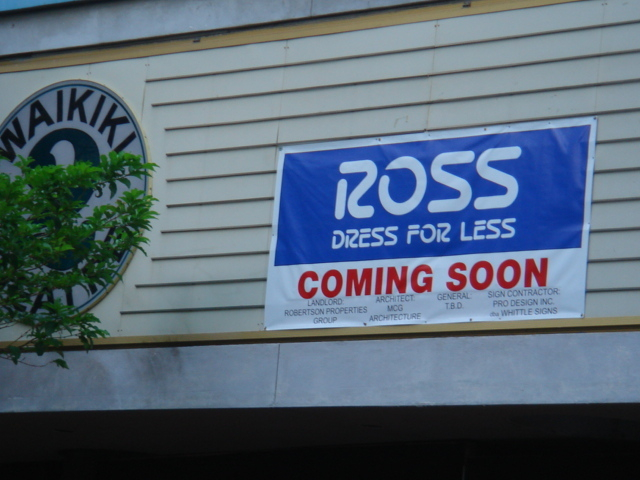 WAIKIKI
2
ROSS
DRESS FOR LESS
COMING SOON
LANDLORD:
ROBERTSON PROPERTIES
GROUP
ARCHITECT:
MCG
ARCHITECTURE
GENERAL:
T.B.D.
SIGN CONTRACTOR:
PRO DESIGN INC.
dba WHITTLE SIGNS